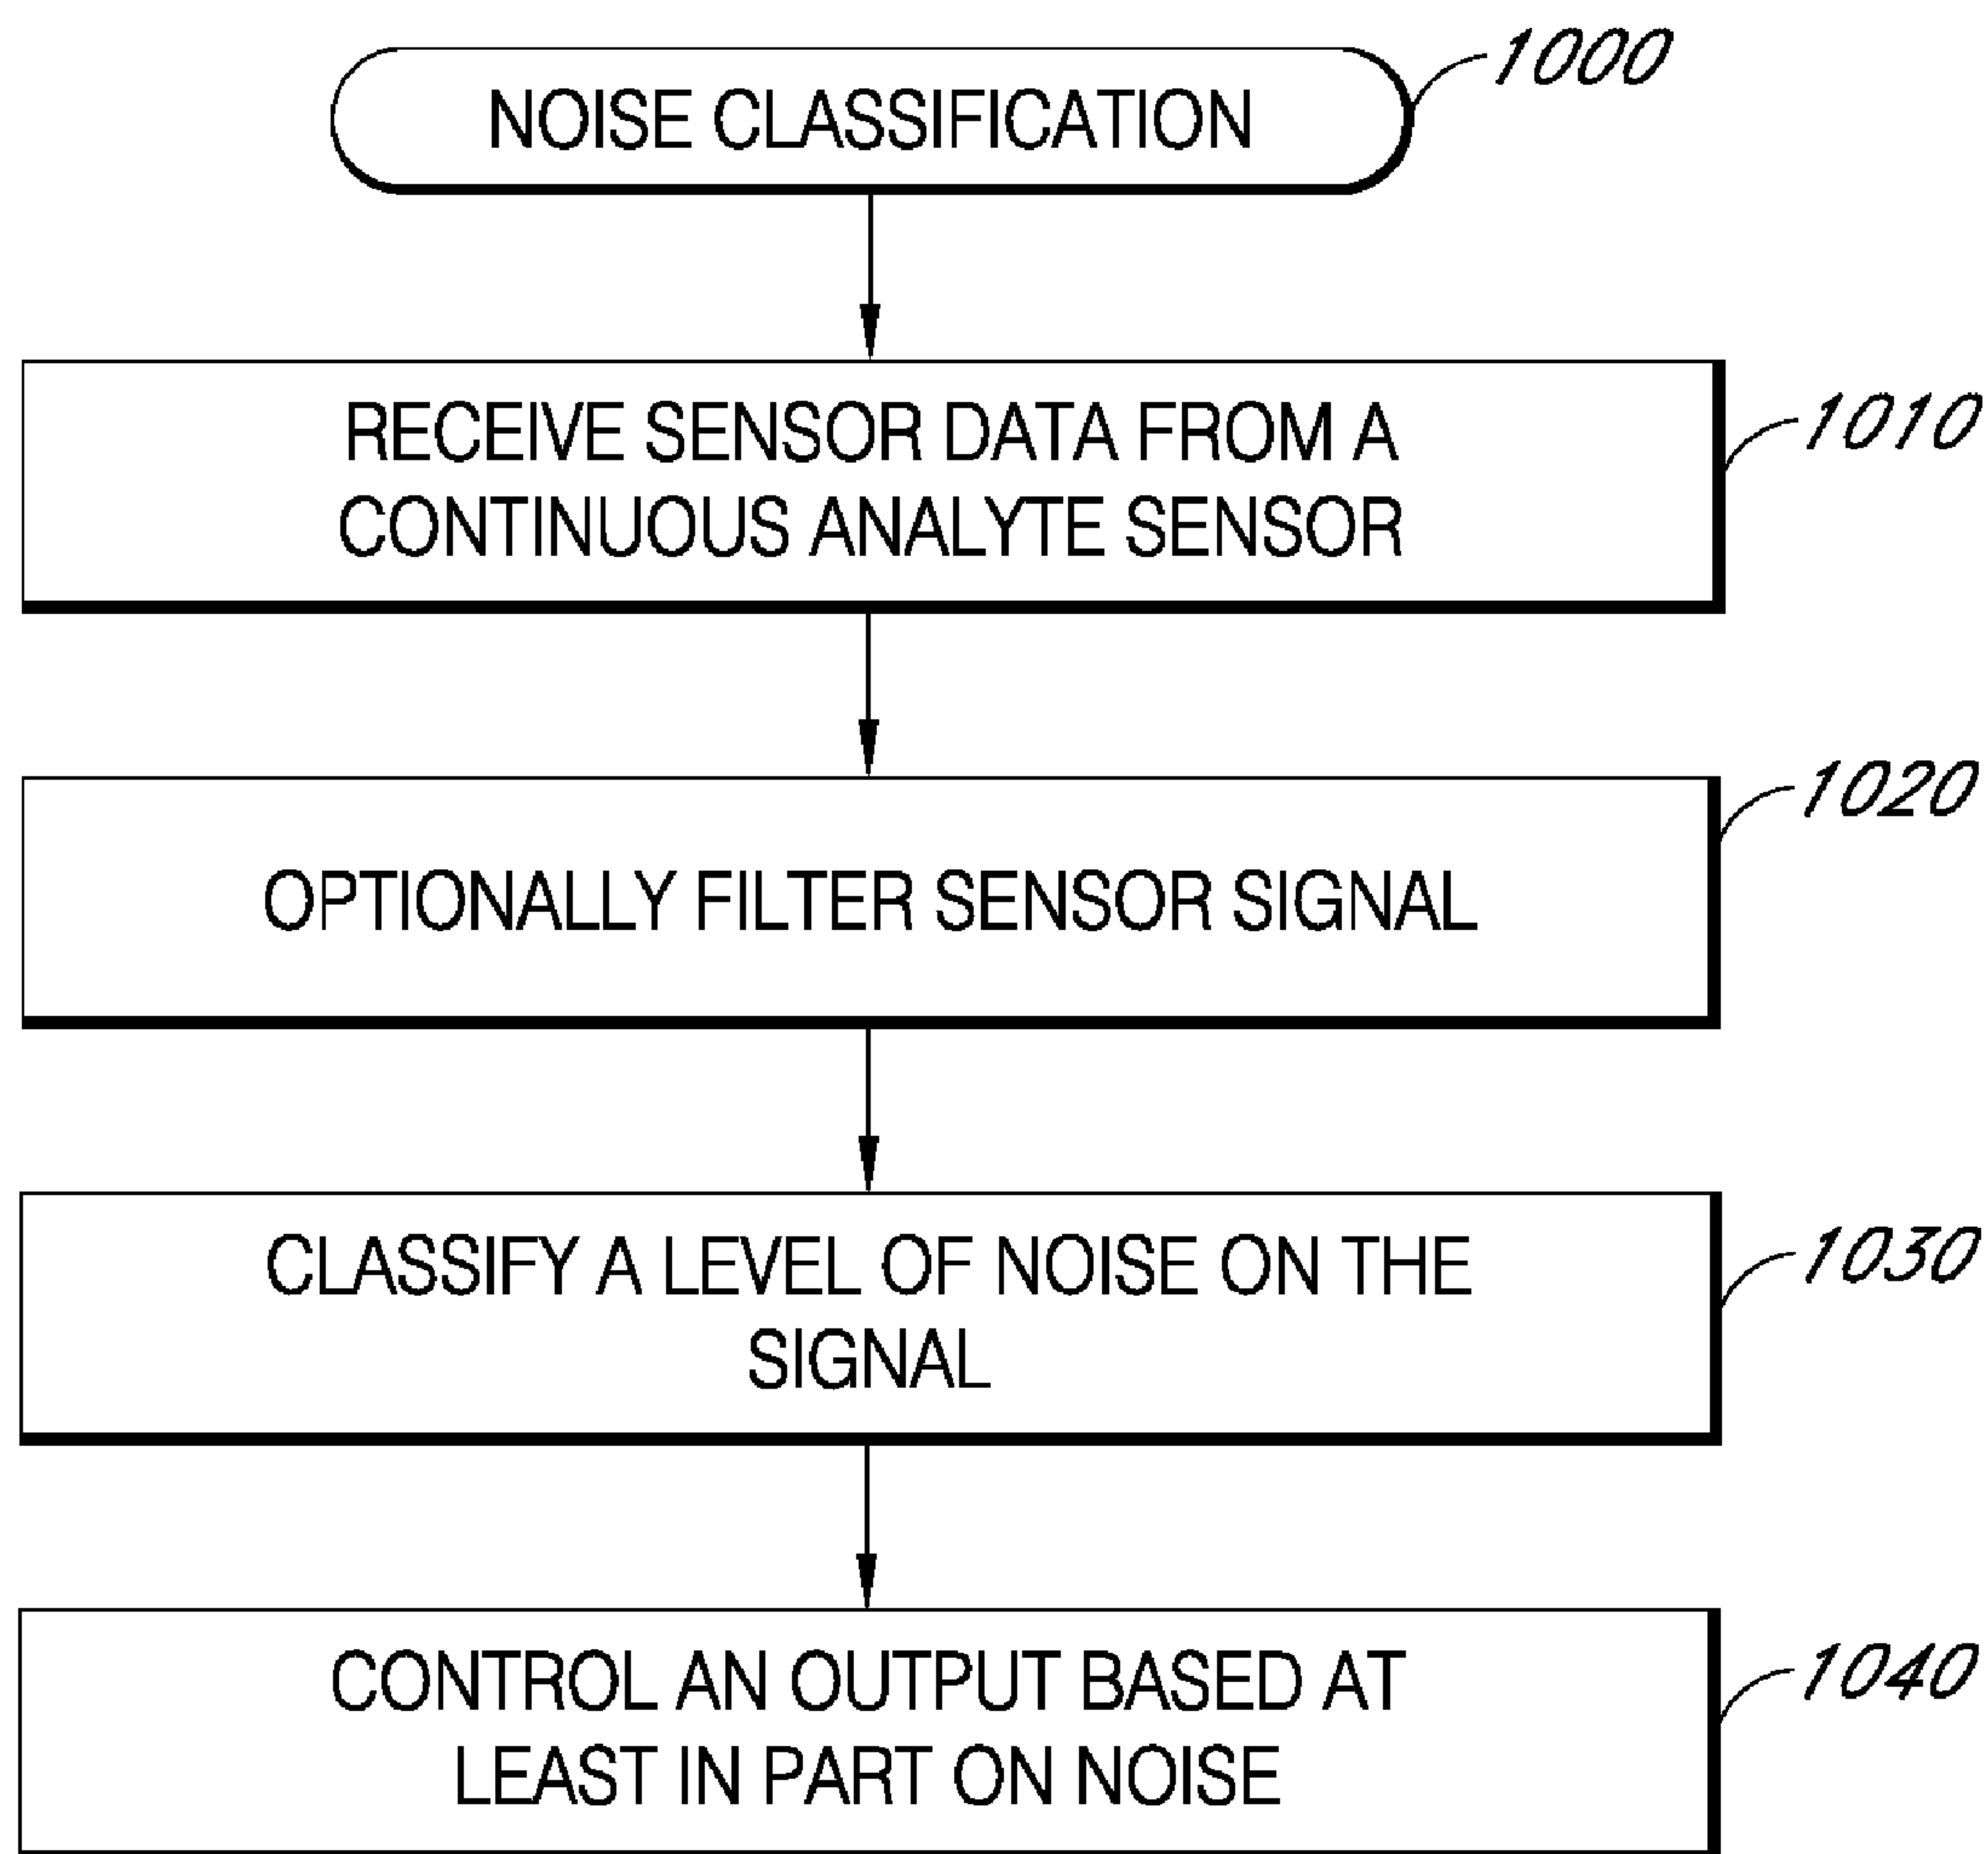 NOISE CLASSIFICATION
1000
RECEIVE SENSOR DATA FROM A
CONTINUOUS ANALYTE SENSOR
1010
OPTIONALLY FILTER SENSOR SIGNAL
1020
CLASSIFY A LEVEL OF NOISE ON THE
SIGNAL
1030
CONTROL AN OUTPUT BASED AT
LEAST IN PART ON NOISE
1040